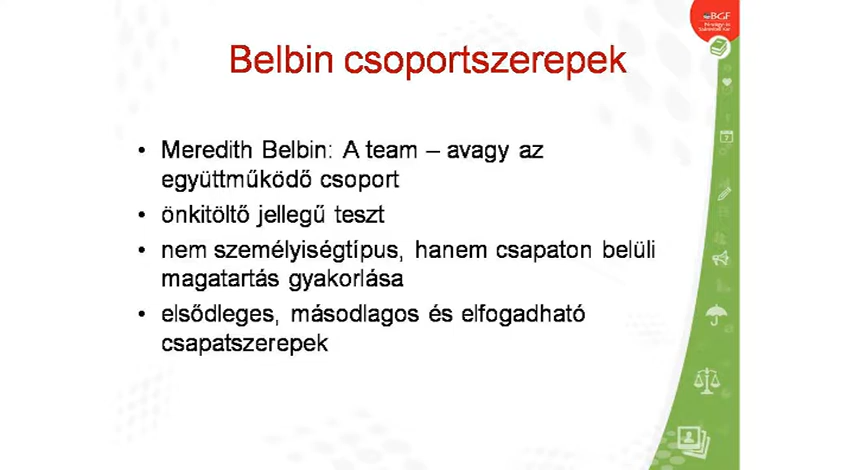 BGF
Belbin csoportszerepek
• Meredith Belbin: A team – avagy az
együttműködő csoport
• önkitöltő jellegű teszt
• nem személyiségtípus, hanem csapaton belüli
magatartás gyakorlása
• elsődleges, másodlagos és elfogadható
csapatszerepek